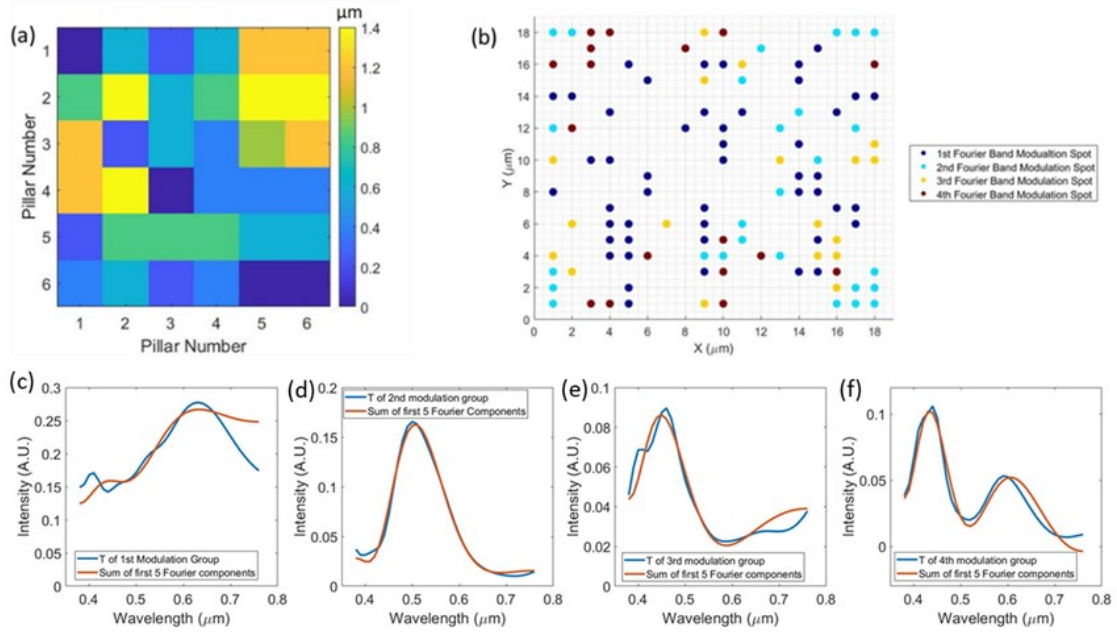 (a)
μm
Pillar Number
1
2
3
4
5
6
1 2 3 4 5 6
Pillar Number
1.4
1.2
1
0.8
0.6
0.4
0.2
0
(b)
Y (μm)
18
16
14
12
10
8
6
4
2
0
0 2 4 6 8 10 12 14 16 18
X (μm)
1st Fourier Band Modualtion Spot
2nd Fourier Band Modulation Spot
3rd Fourier Band Modulation Spot
4th Fourier Band Modulation Spot
(c)
Intensity (A.U.)
0.3
0.25
0.2
0.15
0.1
0.05
0
T of 1st Modulation Group
Sum of first 5 Fourier components
0.4 0.5 0.6 0.7 0.8
Wavelength (μm)
(d)
Intensity (A.U.)
0.2
0.15
0.1
0.05
0
T of 2nd modulation group
Sum of first 5 Fourier Components
0.4 0.5 0.6 0.7 0.8
Wavelength (μm)
(e)
Intensity (A.U.)
0.1
0.08
0.06
0.04
0.02
0
T of 3rd modulation group
Sum of first 5 Fourier components
0.4 0.5 0.6 0.7 0.8
Wavelength (μm)
(f)
Intensity (A.U.)
0.1
0.05
0
T of 4th modulation group
Sum of first 5 Fourier components
0.4 0.5 0.6 0.7 0.8
Wavelength (μm)